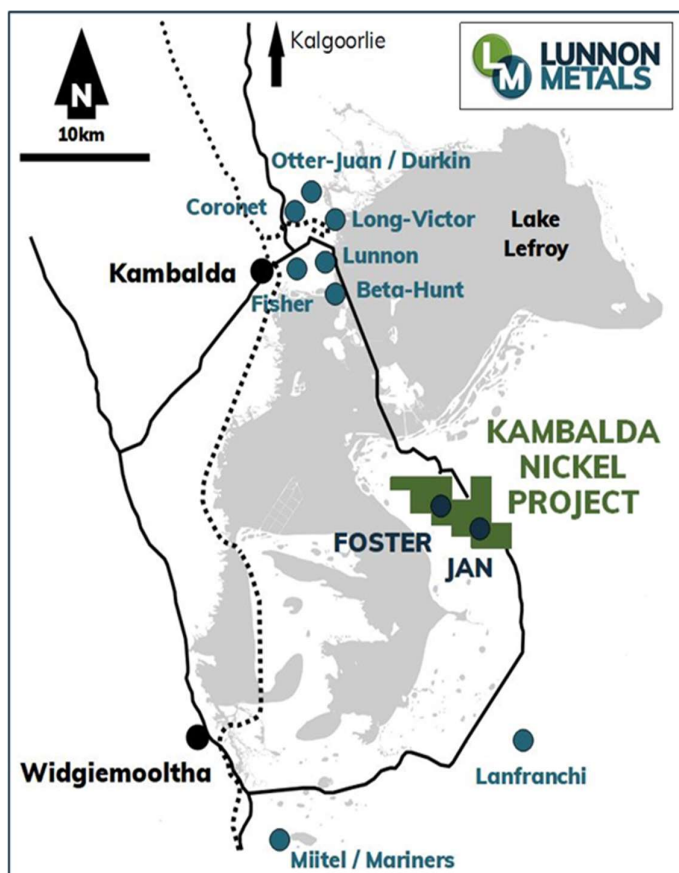 Kalgoorlie
LM
LUNNON
METALS
N
10km
Otter-Juan / Durkin
Coronet
Long-Victor
Lake
Lefroy
Lunnon
Kambalda
Fisher
Beta-Hunt
KAMBALDA
NICKEL
PROJECT
FOSTER
JAN
Widgiemooltha
Lanfranchi
Miitel / Mariners